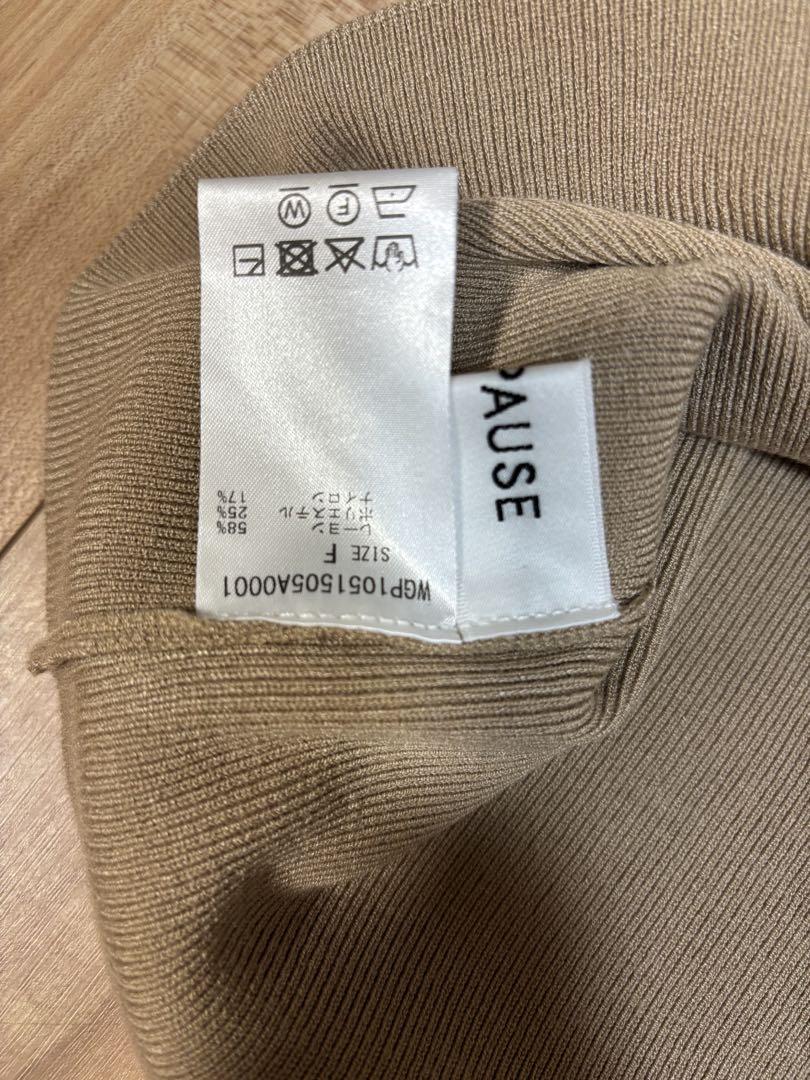 WGP1051505A0001
SIZE F
レーヨン 58%
ポリエステル 25%
ナイロン 17%
F W
PAUSE